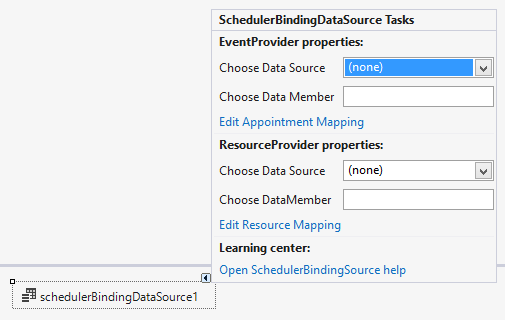 SchedulerBindingDataSource Tasks
EventProvider properties:
Choose Data Source (none)
Choose Data Member
Edit Appointment Mapping
ResourceProvider properties:
Choose Data Source (none)
Choose DataMember
Edit Resource Mapping
Learning center:
Open SchedulerBindingSource help
schedulerBindingDataSource1